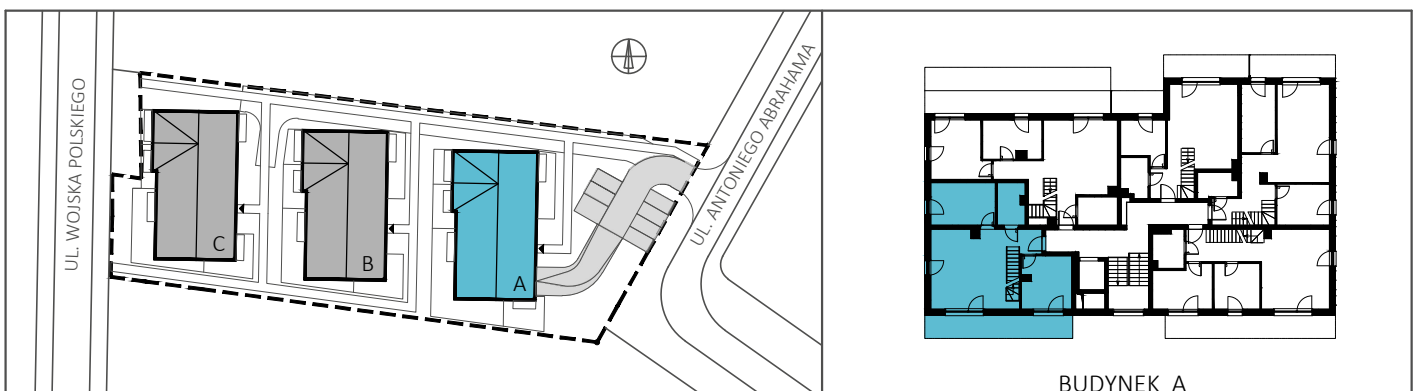 UL. WOJSKA POLSKIEGO
C
B
A
UL. ANTONIEGO ABRAHAMA
BUDYNEK A